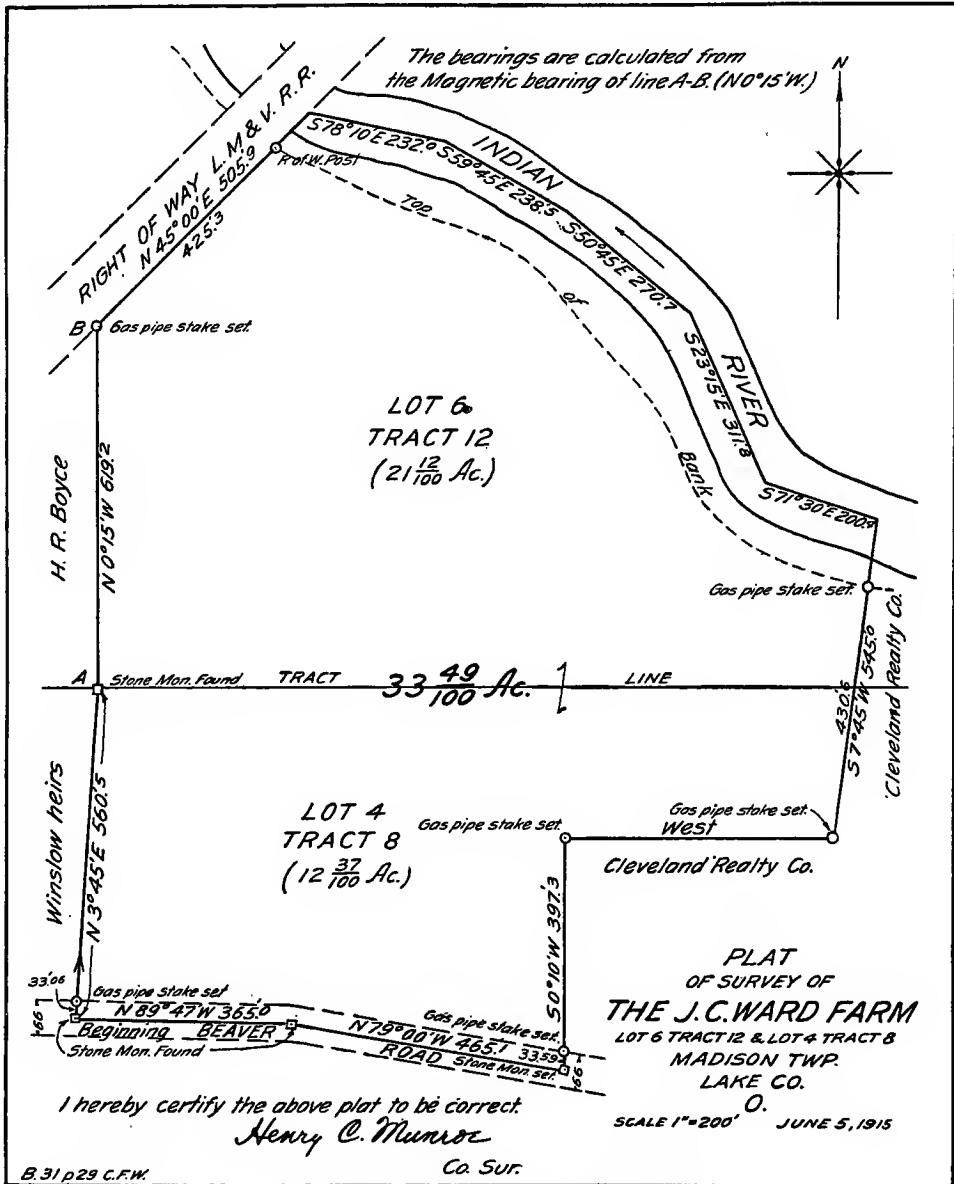 The bearings are calculated from
the Magnetic bearing of line A-B. (N0°15'W.)
N
RIGHT OF WAY L. M & V. R. R.
N 45°00'E 505.9
425.3
R of W. Post
S78°10'E 232.0
S59°45'E 238.5
S50°45'E 270.7
S23°15'E 311.8
S71°30'E 200.9
INDIAN
RIVER
Top
of
Bank
B
Gas pipe stake set.
LOT 6
TRACT 12
(21 12/100 Ac.)
H. R. Boyce
N 0°15'W 619.2
Gas pipe stake set.
A
Stone Mon. Found
TRACT
33 49/100 Ac.
LINE
430.6
S 7°45'W 545.0
Cleveland Realty Co.
Winslow heirs
N 3°45'E 560.5
LOT 4
TRACT 8
(12 37/100 Ac.)
Gas pipe stake set.
Gas pipe stake set.
West
Cleveland Realty Co.
S 0°10'W 397.3
33.06
66'
Gas pipe stake set
N 89°47'W 365.0
Beginning
BEAVER
Stone Mon. Found
N 79°00'W 465.1
ROAD
Gas pipe stake set.
33.59
Stone Mon. set.
66'
PLAT
OF SURVEY OF
THE J.C. WARD FARM
LOT 6 TRACT 12 & LOT 4 TRACT 8
MADISON TWP.
LAKE CO.
O.
SCALE 1"=200' JUNE 5, 1915
I hereby certify the above plat to be correct.
Henry C. Munroe
Co. Sur.
B. 31 p 29 C.F.W.